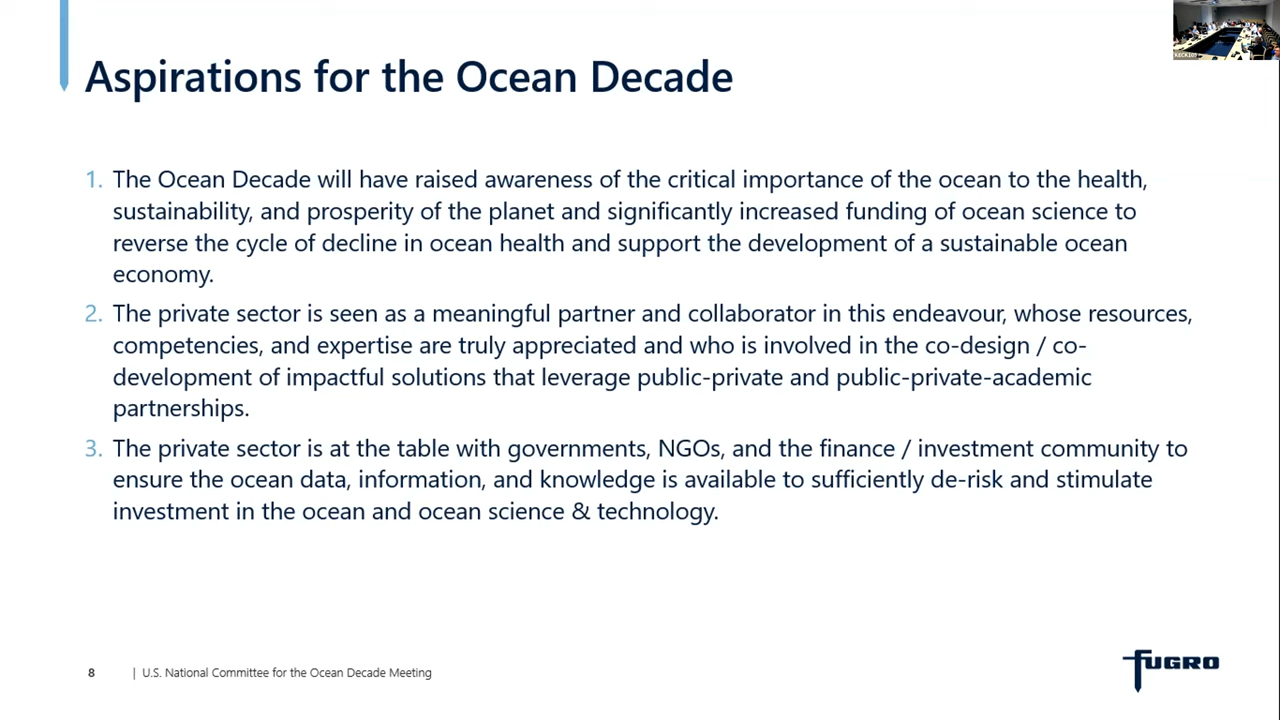 Aspirations for the Ocean Decade
1. The Ocean Decade will have raised awareness of the critical importance of the ocean to the health,
sustainability, and prosperity of the planet and significantly increased funding of ocean science to
reverse the cycle of decline in ocean health and support the development of a sustainable ocean
economy.
2. The private sector is seen as a meaningful partner and collaborator in this endeavour, whose resources,
competencies, and expertise are truly appreciated and who is involved in the co-design / co-
development of impactful solutions that leverage public-private and public-private-academic
partnerships.
3. The private sector is at the table with governments, NGOs, and the finance / investment community to
ensure the ocean data, information, and knowledge is available to sufficiently de-risk and stimulate
investment in the ocean and ocean science & technology.
8 | U.S. National Committee for the Ocean Decade Meeting
FUGRO